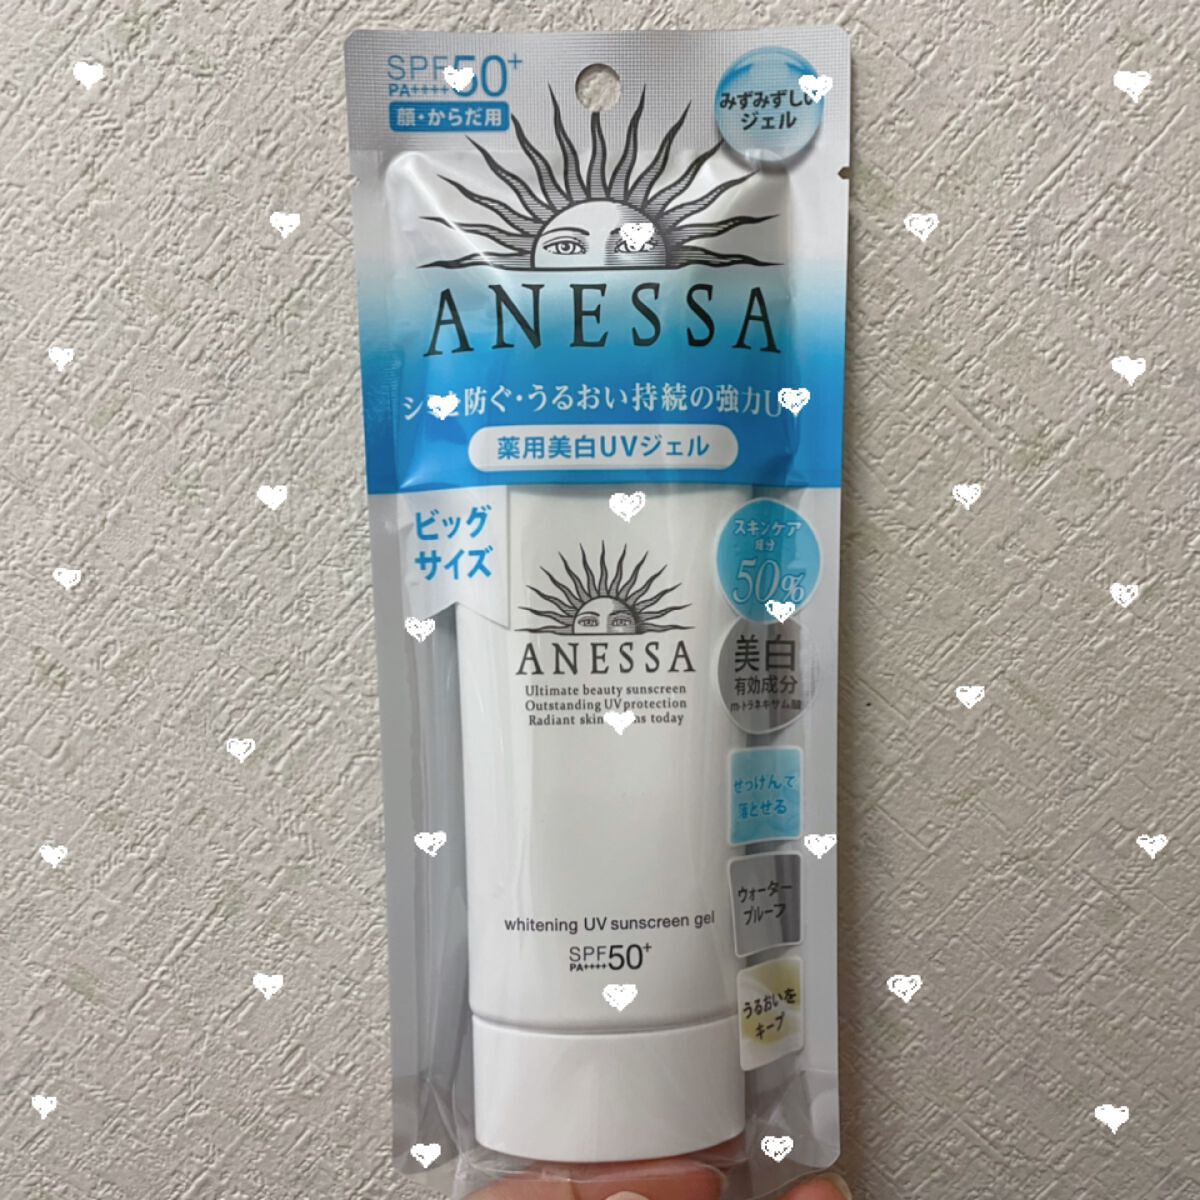 SPF50+
PA++++
顔・からだ用
みずみずしい
ジェル
ANESSA
防ぐ・うるおい持続の強力U
薬用美白UVジェル
ビッグ
サイズ
スキンケア
成分
50%
美白
有効成分
m-トラネキサム酸
せっけんで
落とせる
ウォーター
プルーフ
うるおいを
キープ
ANESSA
Ultimate beauty sunscreen
Outstanding UV protection
Radiant skin today
whitening UV sunscreen gel
SPF50+
PA++++